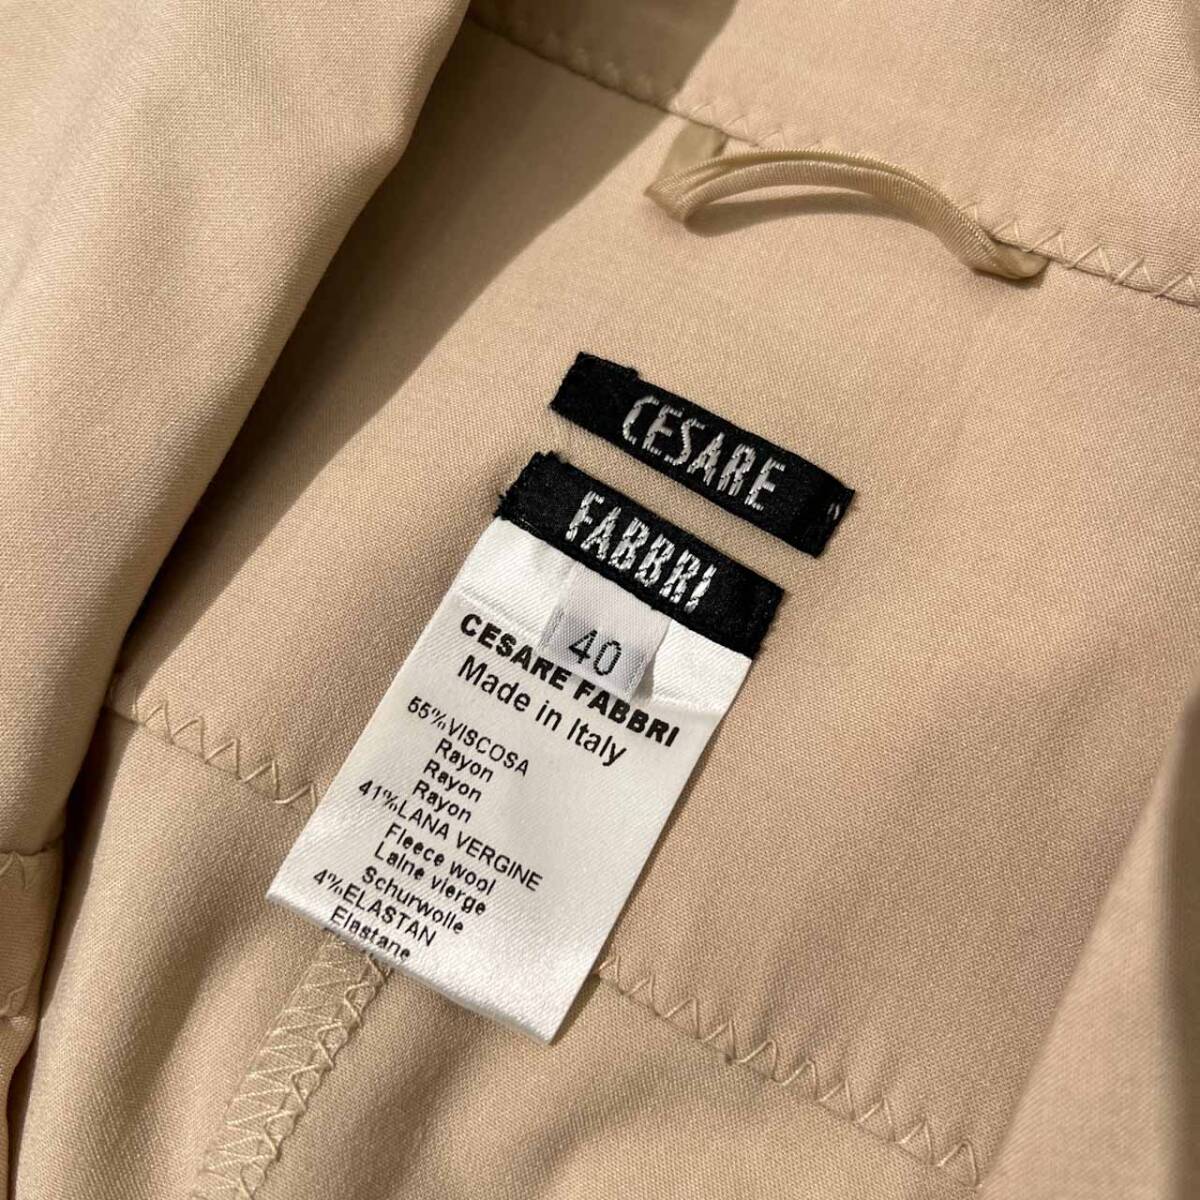 CESARE
FABBRI
40
CESARE FABBRI
Made in Italy
55%VISCOSA
Rayon
Rayon
Rayon
41%LANA VERGINE
Fleece wool
Laine vierge
Schurwolle
4%ELASTAN
Elastane